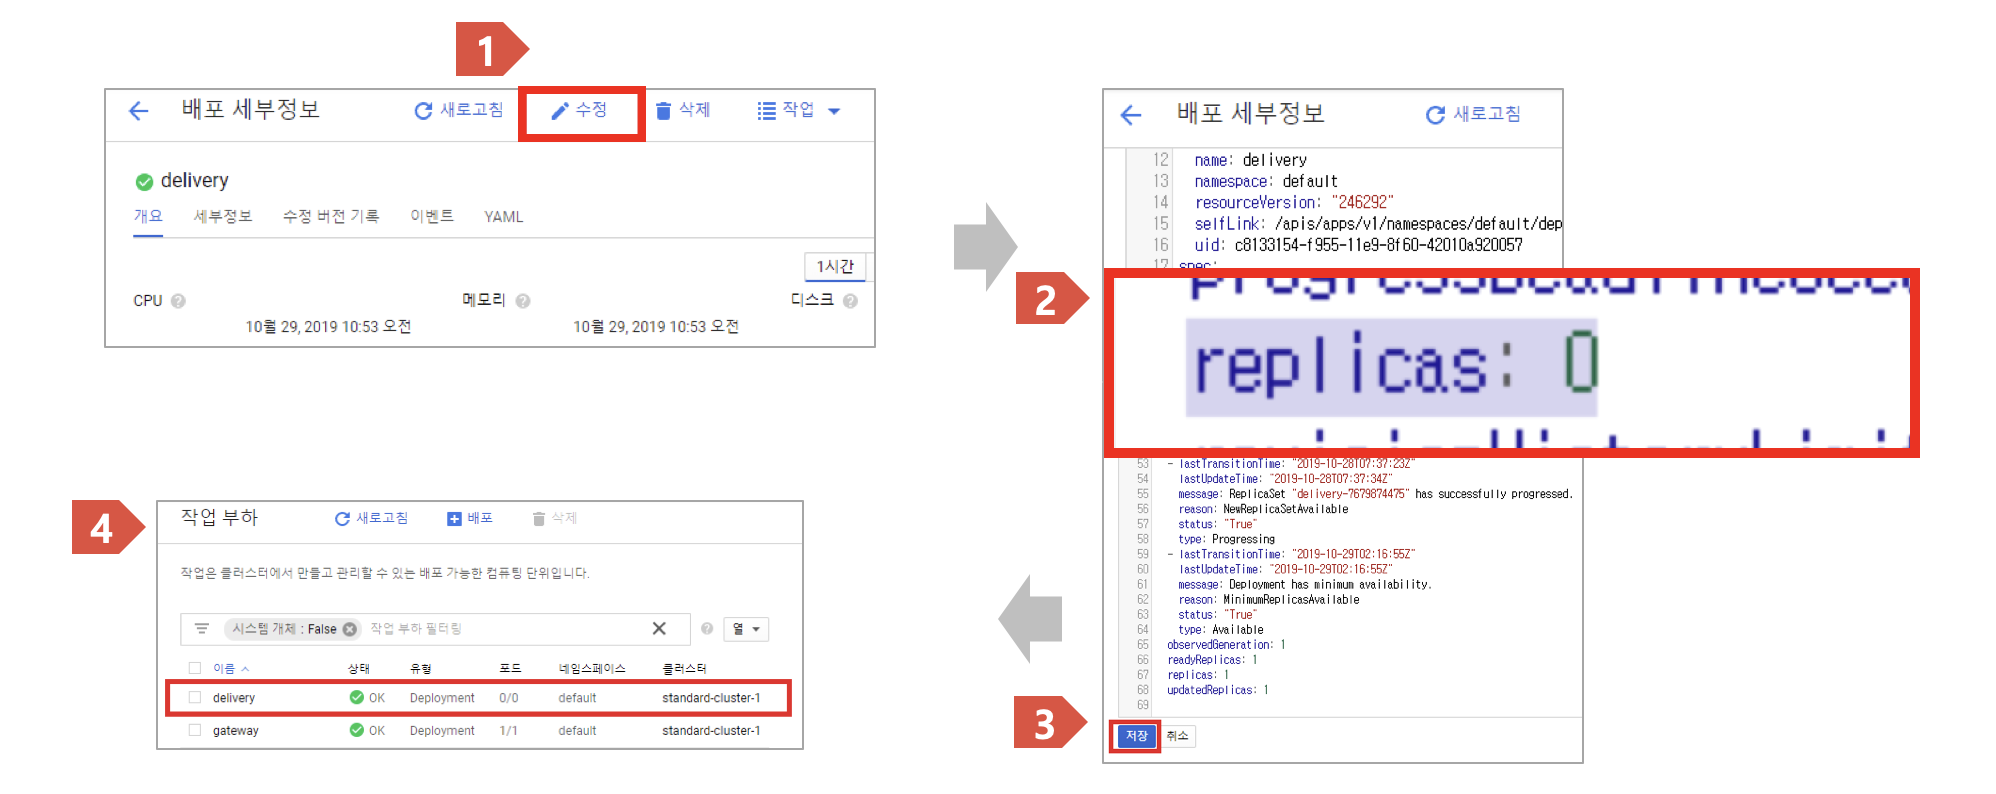 1
배포 세부정보 새로고침 수정 삭제 작업
delivery
개요 세부정보 수정 버전 기록 이벤트 YAML
1시간
CPU 메모리 디스크
10월 29, 2019 10:53 오전 10월 29, 2019 10:53 오전
배포 세부정보 새로고침
12 name: delivery
13 namespace: default
14 resourceVersion: "246292"
15 selfLink: /apis/apps/v1/namespaces/default/dep
16 uid: c8133154-f955-11e9-8f60-42010a920057
17 spec:
2
replicas: 0
53 - lastTransitionTime: "2019-10-28T07:37:23Z"
54 lastUpdateTime: "2019-10-28T07:37:34Z"
55 message: ReplicaSet "delivery-7679874475" has successfully progressed.
56 reason: NewReplicaSetAvailable
57 status: "True"
58 type: Progressing
59 - lastTransitionTime: "2019-10-29T02:16:55Z"
60 lastUpdateTime: "2019-10-29T02:16:55Z"
61 message: Deployment has minimum availability.
62 reason: MinimumReplicasAvailable
63 status: "True"
64 type: Available
65 observedGeneration: 1
66 readyReplicas: 1
67 replicas: 1
68 updatedReplicas: 1
69
3
저장 취소
4
작업 부하 새로고침 배포 삭제
작업은 클러스터에서 만들고 관리할 수 있는 배포 가능한 컴퓨팅 단위입니다.
시스템 개체 : False 작업 부하 필터링 열
이름 상태 유형 포드 네임스페이스 클러스터
delivery OK Deployment 0/0 default standard-cluster-1
gateway OK Deployment 1/1 default standard-cluster-1